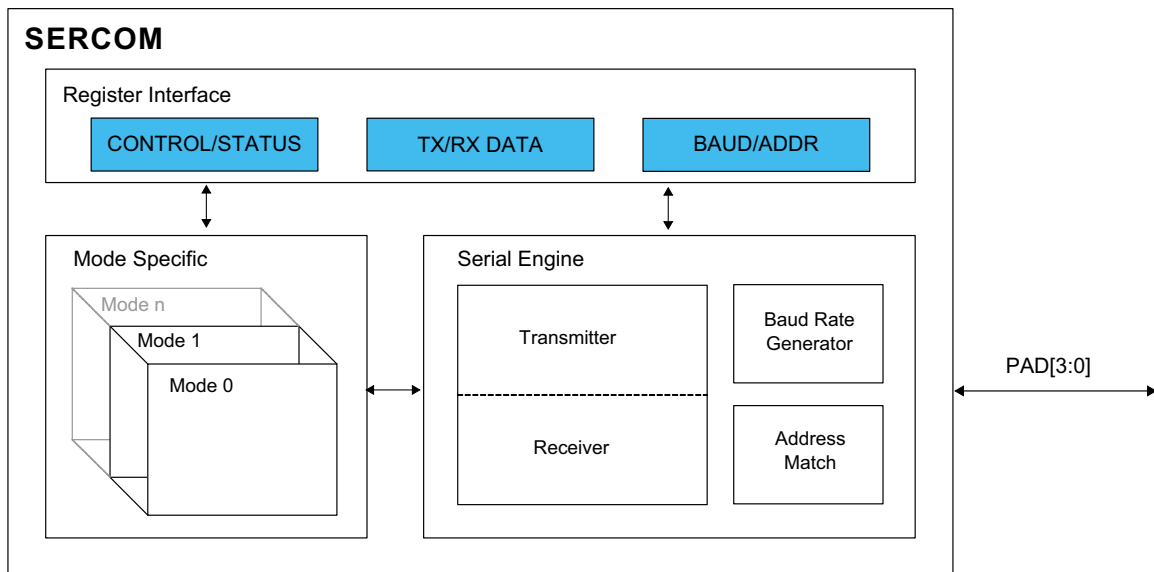 SERCOM
Register Interface
CONTROL/STATUS
TX/RX DATA
BAUD/ADDR
Mode Specific
Mode n
Mode 1
Mode 0
Serial Engine
Transmitter
Receiver
Baud Rate
Generator
Address
Match
PAD[3:0]